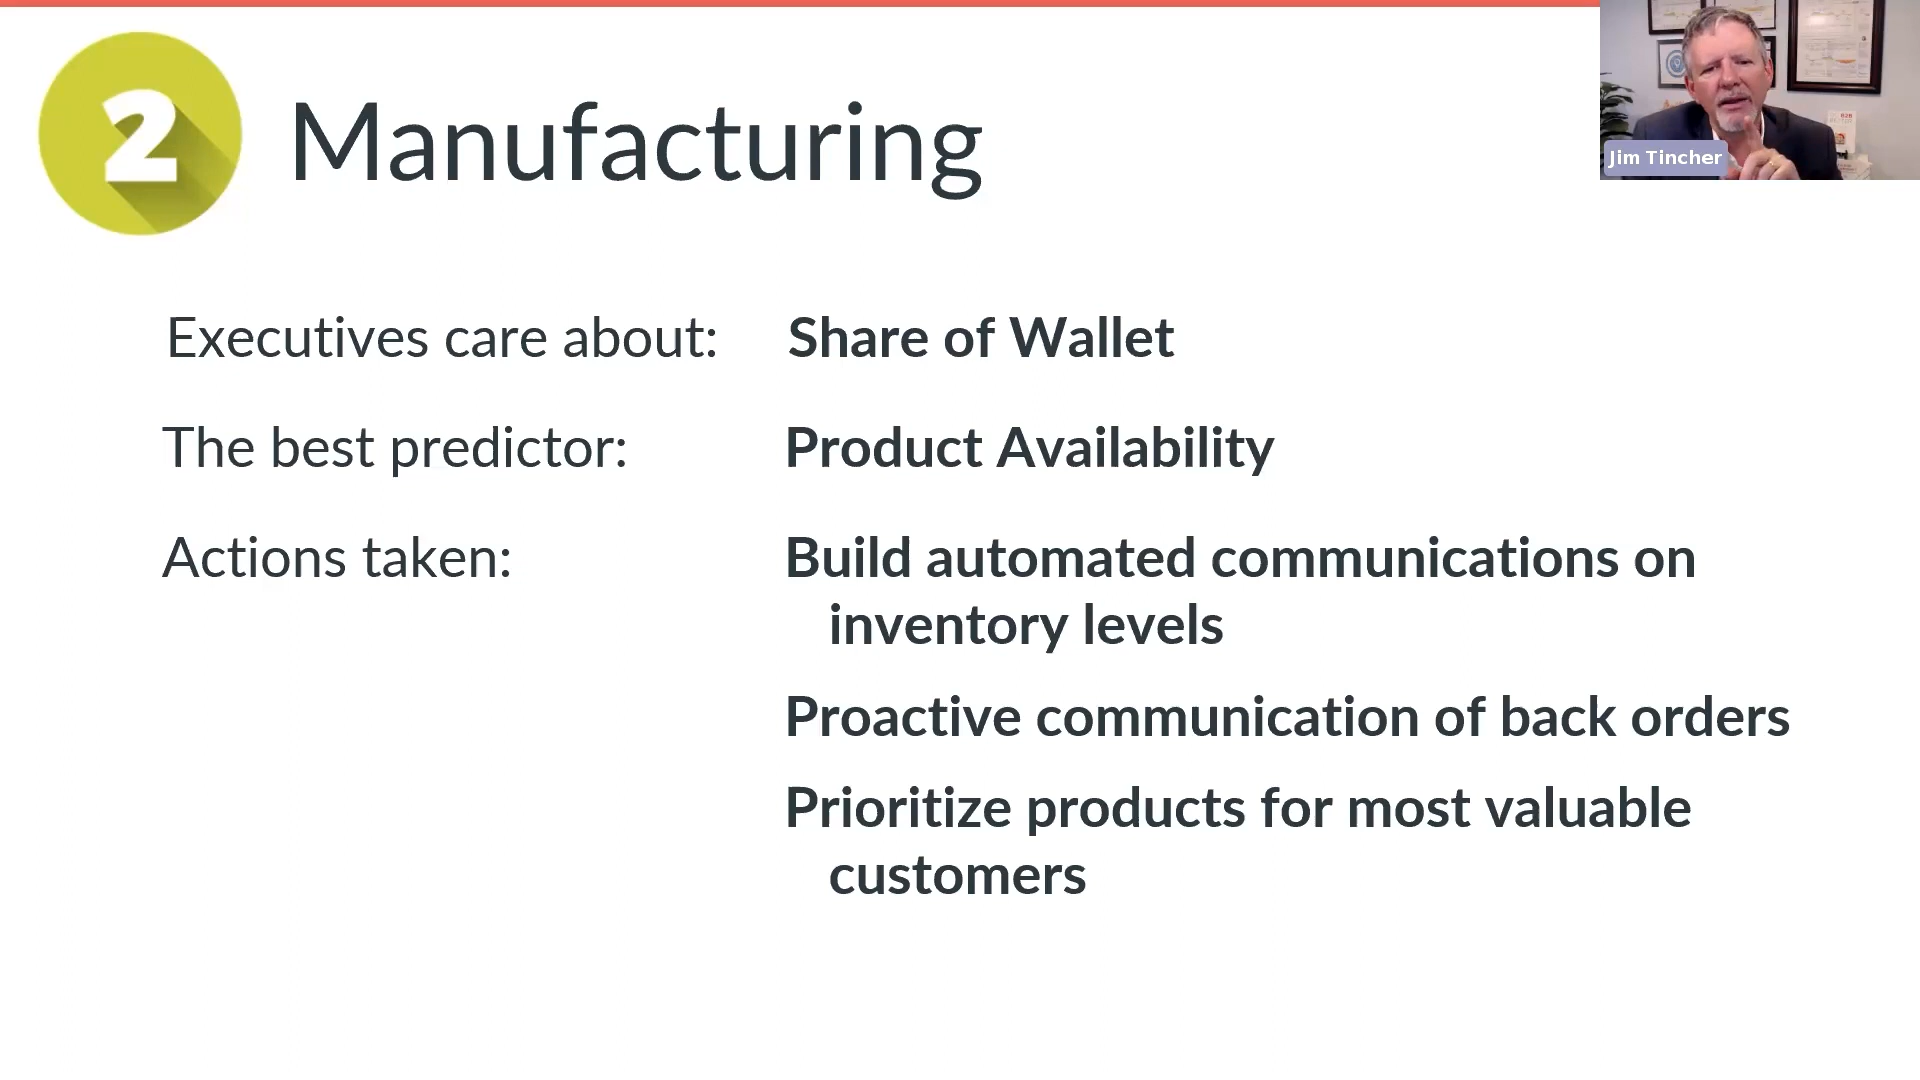 2
Manufacturing
Jim Tincher
Executives care about: Share of Wallet
The best predictor: Product Availability
Actions taken: Build automated communications on
inventory levels
Proactive communication of back orders
Prioritize products for most valuable
customers